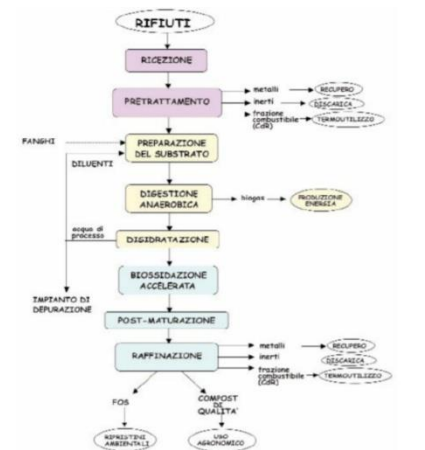 RIFIUTI
RICEZIONE
PRETRATTAMENTO
metalli
RECUPERO
inerti
DISCARICA
frazione
combustibile
(CdR)
TERMOUTILIZZO
FANGHI
PREPARAZIONE
DEL SUBSTRATO
DILUENTI
DIGESTIONE
ANAEROBICA
biogas
PRODUZIONE
ENERGIA
acqua di
processo
DISIDRATAZIONE
BIOSSIDAZIONE
ACCELERATA
IMPIANTO DI
DEPURAZIONE
POST-MATURAZIONE
RAFFINAZIONE
metalli
RECUPERO
inerti
DISCARICA
frazione
combustibile
(CdR)
TERMOUTILIZZO
FOS
COMPOST
DI
QUALITA'
RIPRISTINI
AMBIENTALI
USO
AGRONOMICO